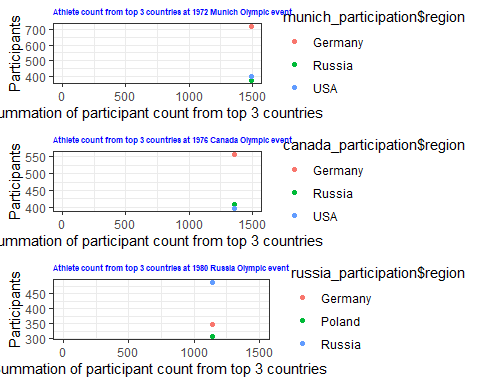 Athlete count from top 3 countries at 1972 Munich Olympic event
munich_participation$region
Participants
700
600
500
400
0 500 1000 1500
Germany
Russia
USA
ummation of participant count from top 3 countries
Athlete count from top 3 countries at 1976 Canada Olympic event
canada_participation$region
Participants
550
500
450
400
0 500 1000 1500
Germany
Russia
USA
ummation of participant count from top 3 countries
Athlete count from top 3 countries at 1980 Russia Olympic event
russia_participation$region
Participants
450
400
350
300
0 500 1000 1500
Germany
Poland
Russia
ummation of participant count from top 3 countries